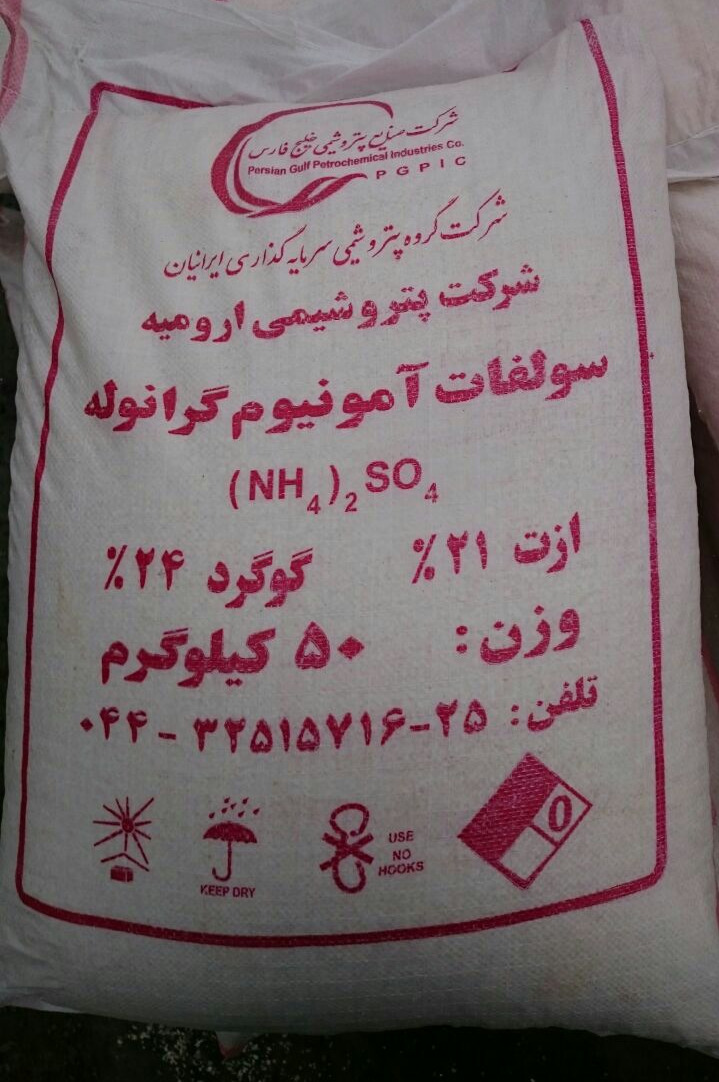 شرکت صنایع پتروشیمی خلیج فارس
Persian Gulf Petrochemical Industries Co.
PGPIC
شرکت گروه پتروشیمی سرمایه گذاری ایرانیان
شرکت پتروشیمی ارومیه
سولفات آمونیوم گرانوله
(NH4)2SO4
ازت ۲۱٪ گوگرد ۲۴٪
وزن: ۵۰ کیلوگرم
تلفن: ۲۵-۳۲۵۱۵۷۱۶ - ۰۴۴
KEEP DRY
USE
NO
HOOKS
0